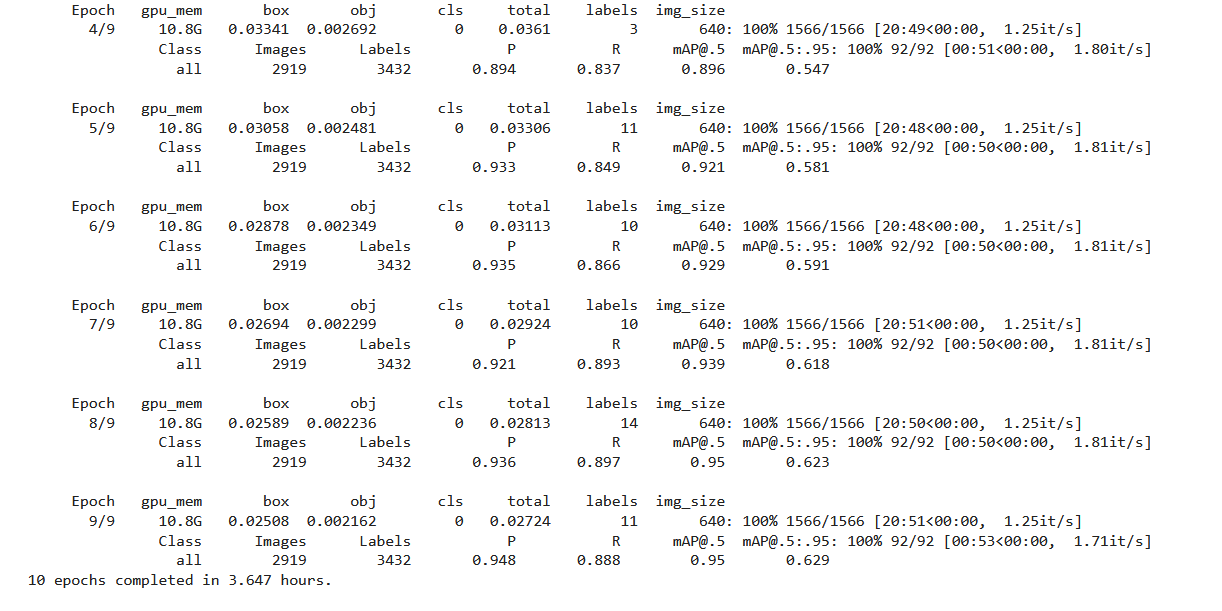 Epoch gpu_mem box obj cls total labels img_size
4/9 10.8G 0.03341 0.002692 0 0.0361 3 640: 100% 1566/1566 [20:49<00:00, 1.25it/s]
Class Images Labels P R mAP@.5 mAP@.5:.95: 100% 92/92 [00:51<00:00, 1.80it/s]
all 2919 3432 0.894 0.837 0.896 0.547
Epoch gpu_mem box obj cls total labels img_size
5/9 10.8G 0.03058 0.002481 0 0.03306 11 640: 100% 1566/1566 [20:48<00:00, 1.25it/s]
Class Images Labels P R mAP@.5 mAP@.5:.95: 100% 92/92 [00:50<00:00, 1.81it/s]
all 2919 3432 0.933 0.849 0.921 0.581
Epoch gpu_mem box obj cls total labels img_size
6/9 10.8G 0.02878 0.002349 0 0.03113 10 640: 100% 1566/1566 [20:48<00:00, 1.25it/s]
Class Images Labels P R mAP@.5 mAP@.5:.95: 100% 92/92 [00:50<00:00, 1.81it/s]
all 2919 3432 0.935 0.866 0.929 0.591
Epoch gpu_mem box obj cls total labels img_size
7/9 10.8G 0.02694 0.002299 0 0.02924 10 640: 100% 1566/1566 [20:51<00:00, 1.25it/s]
Class Images Labels P R mAP@.5 mAP@.5:.95: 100% 92/92 [00:50<00:00, 1.81it/s]
all 2919 3432 0.921 0.893 0.939 0.618
Epoch gpu_mem box obj cls total labels img_size
8/9 10.8G 0.02589 0.002236 0 0.02813 14 640: 100% 1566/1566 [20:50<00:00, 1.25it/s]
Class Images Labels P R mAP@.5 mAP@.5:.95: 100% 92/92 [00:50<00:00, 1.81it/s]
all 2919 3432 0.936 0.897 0.95 0.623
Epoch gpu_mem box obj cls total labels img_size
9/9 10.8G 0.02508 0.002162 0 0.02724 11 640: 100% 1566/1566 [20:51<00:00, 1.25it/s]
Class Images Labels P R mAP@.5 mAP@.5:.95: 100% 92/92 [00:53<00:00, 1.71it/s]
all 2919 3432 0.948 0.888 0.95 0.629
10 epochs completed in 3.647 hours.